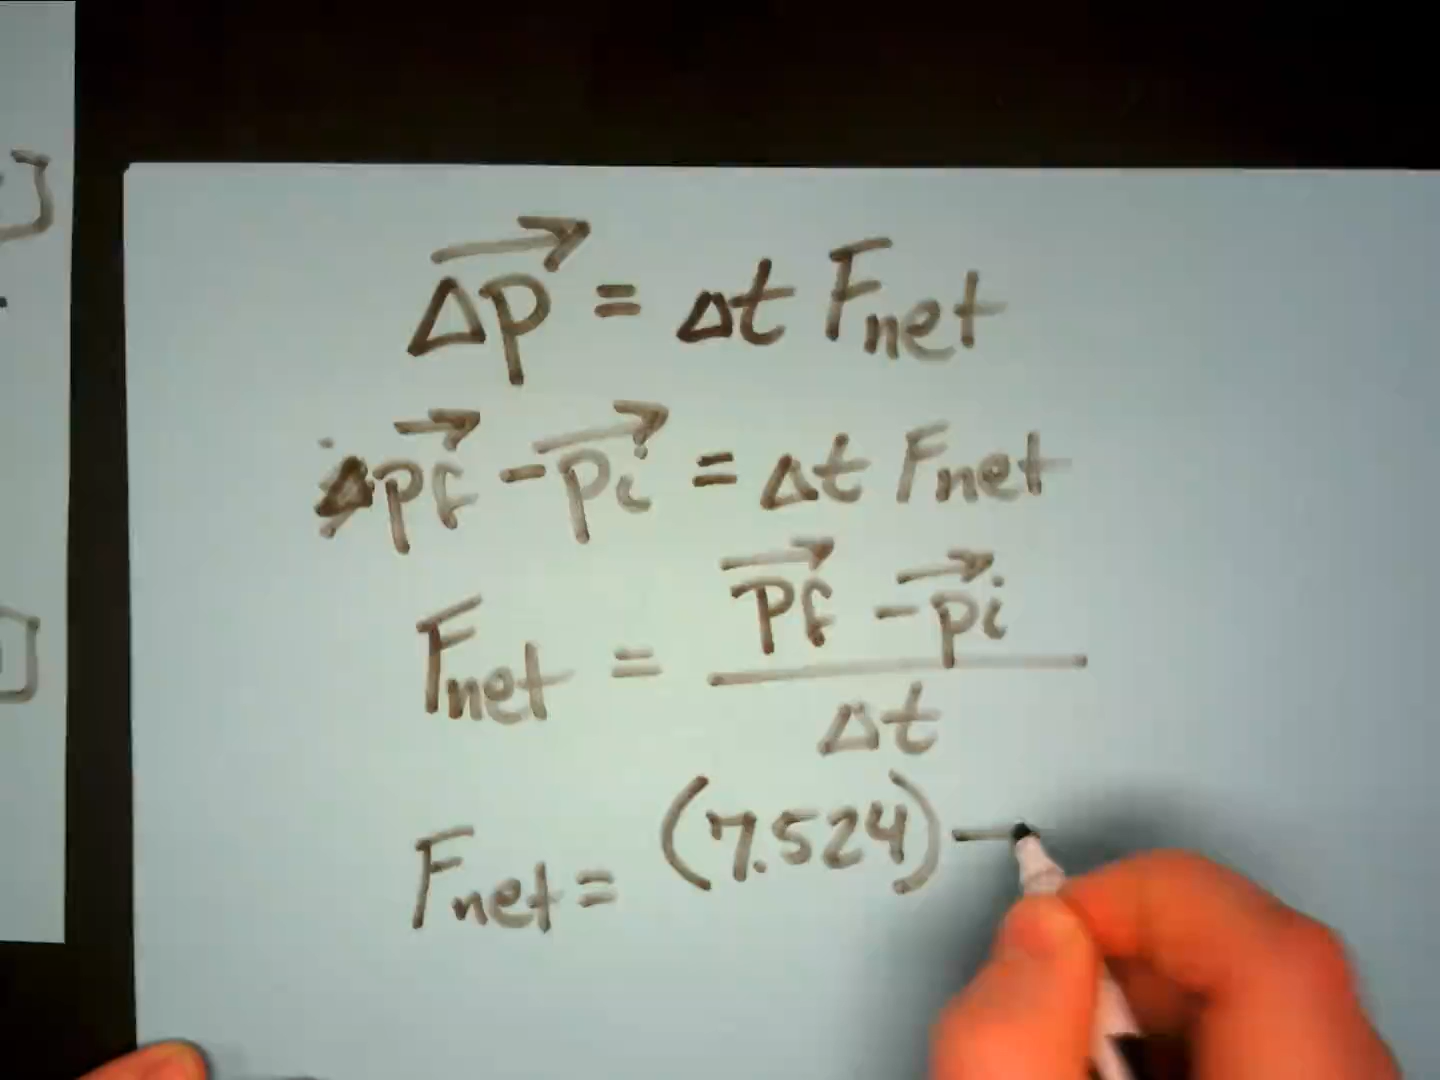 Δp = Δt Fnet
pf - pi = Δt Fnet
Fnet = pf - pi / Δt
Fnet = (7.524) -